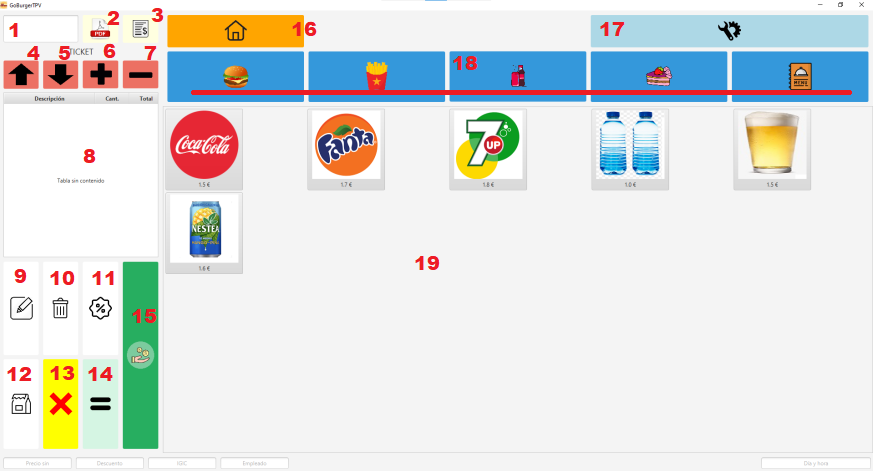 GoBurgerTPV
1
2
PDF
3
TICKET
4
5
6
7
16
17
18
Descripción Cant. Total
8
Tabla sin contenido
Coca-Cola
1.5 €
Fanta
1.7 €
7
UP
1.8 €
1.0 €
1.5 €
MENU
NESTEA
1.6 €
19
9
10
11
12
13
14
15
Precio sin
Descuento
Empleado
Día y hora